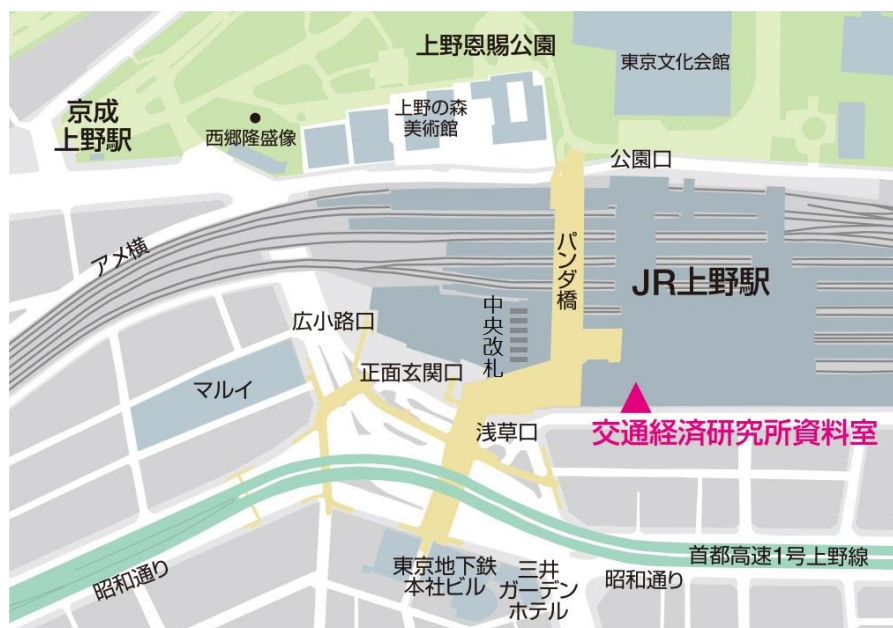 上野恩賜公園
東京文化会館
京成
上野駅
西郷隆盛像
上野の森
美術館
公園口
アメ横
パンダ橋
JR上野駅
中央改札
広小路口
正面玄関口
マルイ
浅草口
交通経済研究所資料室
首都高速1号上野線
昭和通り
東京地下鉄
本社ビル
三井
ガーデン
ホテル
昭和通り